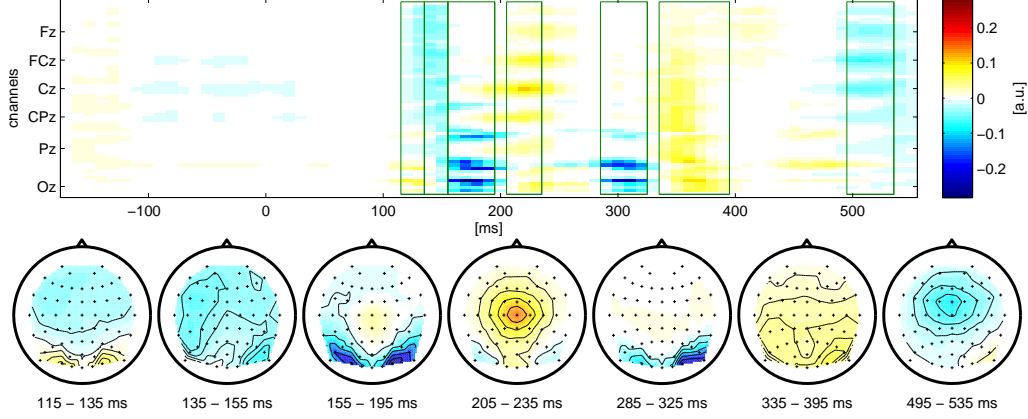 cnannels
Fz
FCz
Cz
CPz
Pz
Oz
−100
0
100
200
300
400
500
[ms]
0.2
0.1
0
−0.1
−0.2
[a.u.]
115 – 135 ms
135 – 155 ms
155 – 195 ms
205 – 235 ms
285 – 325 ms
335 – 395 ms
495 – 535 ms